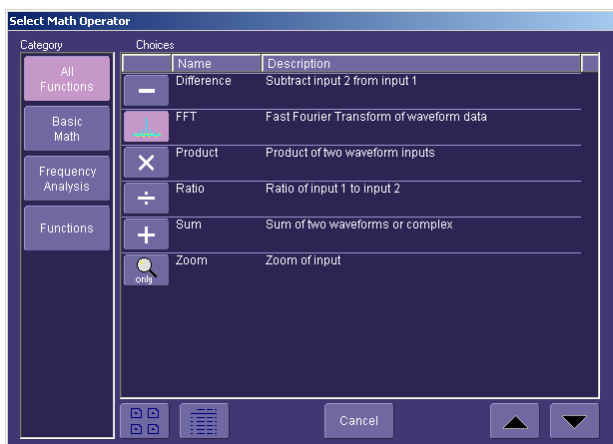 Select Math Operator
Category
Choices
All
Functions
Basic
Math
Frequency
Analysis
Functions
Name Description
Difference Subtract input 2 from input 1
FFT Fast Fourier Transform of waveform data
Product Product of two waveform inputs
Ratio Ratio of input 1 to input 2
Sum Sum of two waveforms or complex
Zoom Zoom of input
only
Cancel